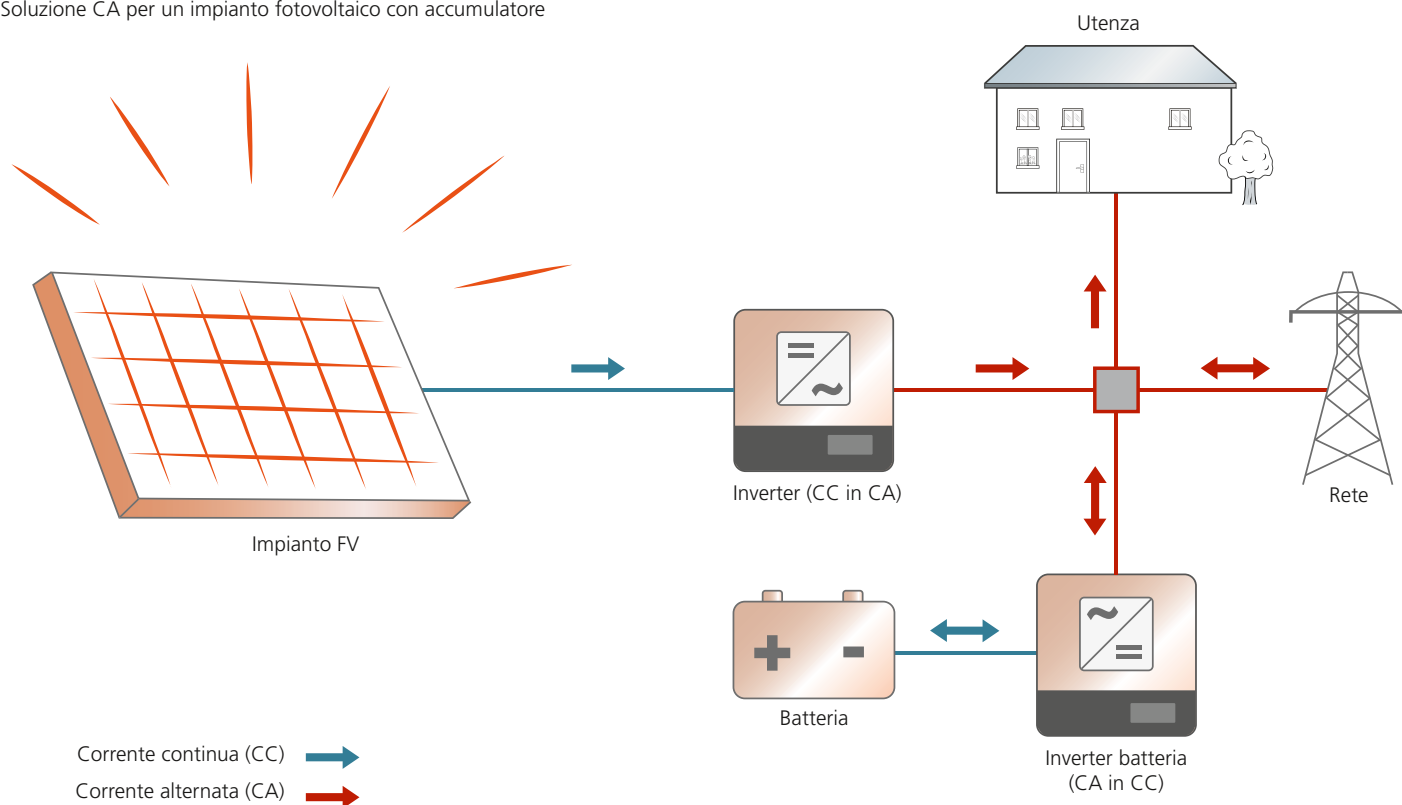 Soluzione CA per un impianto fotovoltaico con accumulatore
Utenza
Inverter (CC in CA)
Rete
Impianto FV
Batteria
Inverter batteria
(CA in CC)
Corrente continua (CC)
Corrente alternata (CA)